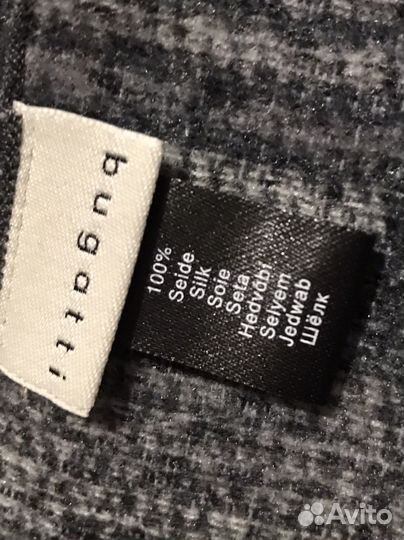 bugatti
100%
Seide
Silk
Soie
Seta
Hedvábí
Selyem
Jedwab
Шёлк
Avito